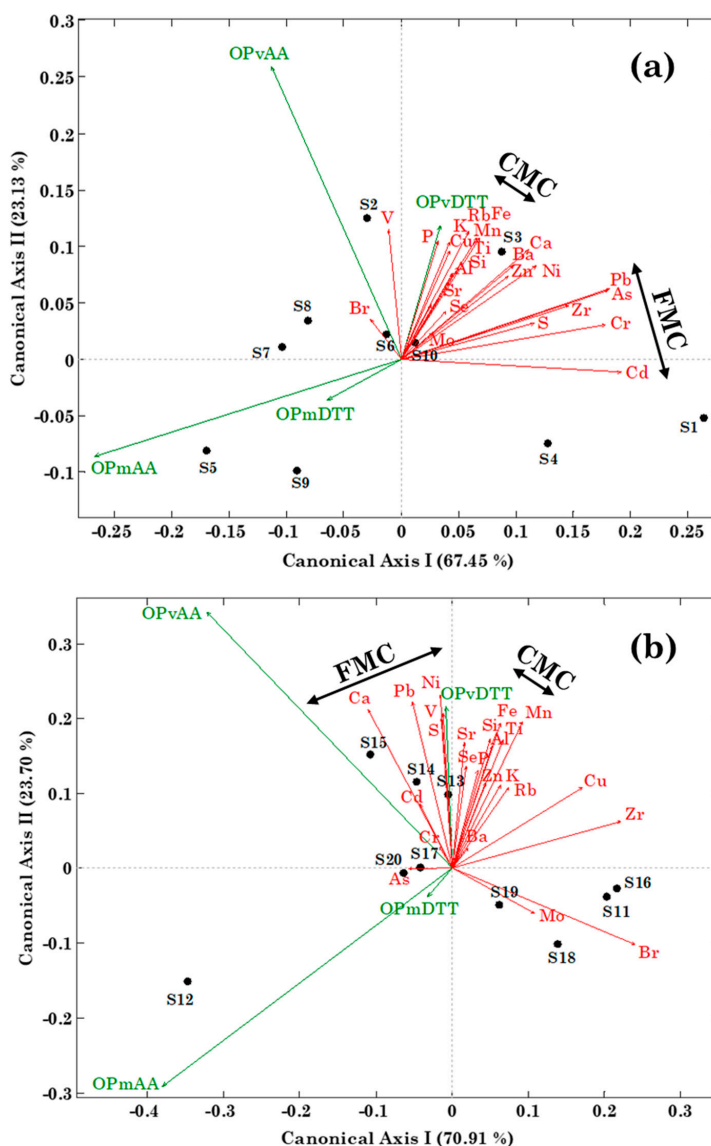 0.3
(a)
OPvAA
0.25
0.2
CMC
0.15
S2
V
OPvDTT
Rb Fe
K Mn
P Cu Ti
S3
Ca
Ba
Si
Al
Zn Ni
0.1
Pb
As
FMC
Sr
Se
Zr
0.05
Br
S8
S
Cr
S7
S6
Mo
S10
0
Cd
OPmDTT
-0.05
S1
OPmAA
S5
S4
-0.1
S9
Canonical Axis II (23.13 %)
-0.25 -0.2 -0.15 -0.1 -0.05 0 0.05 0.1 0.15 0.2 0.25
Canonical Axis I (67.45 %)
OPvAA
(b)
0.3
FMC
CMC
Ca
Pb
Ni
OPvDTT
V
S
Fe Mn
Si Ti
Al
0.2
S15
Sr
Se P
S14 S13
Zn K
Rb
Cu
0.1
Cd
Zr
Cr
Ba
S20 S17
0
As
OPmDTT
S19
S16
Mo
S11
-0.1
S18
Br
S12
-0.2
OPmAA
-0.3
Canonical Axis II (23.70 %)
-0.4 -0.3 -0.2 -0.1 0 0.1 0.2 0.3
Canonical Axis I (70.91 %)